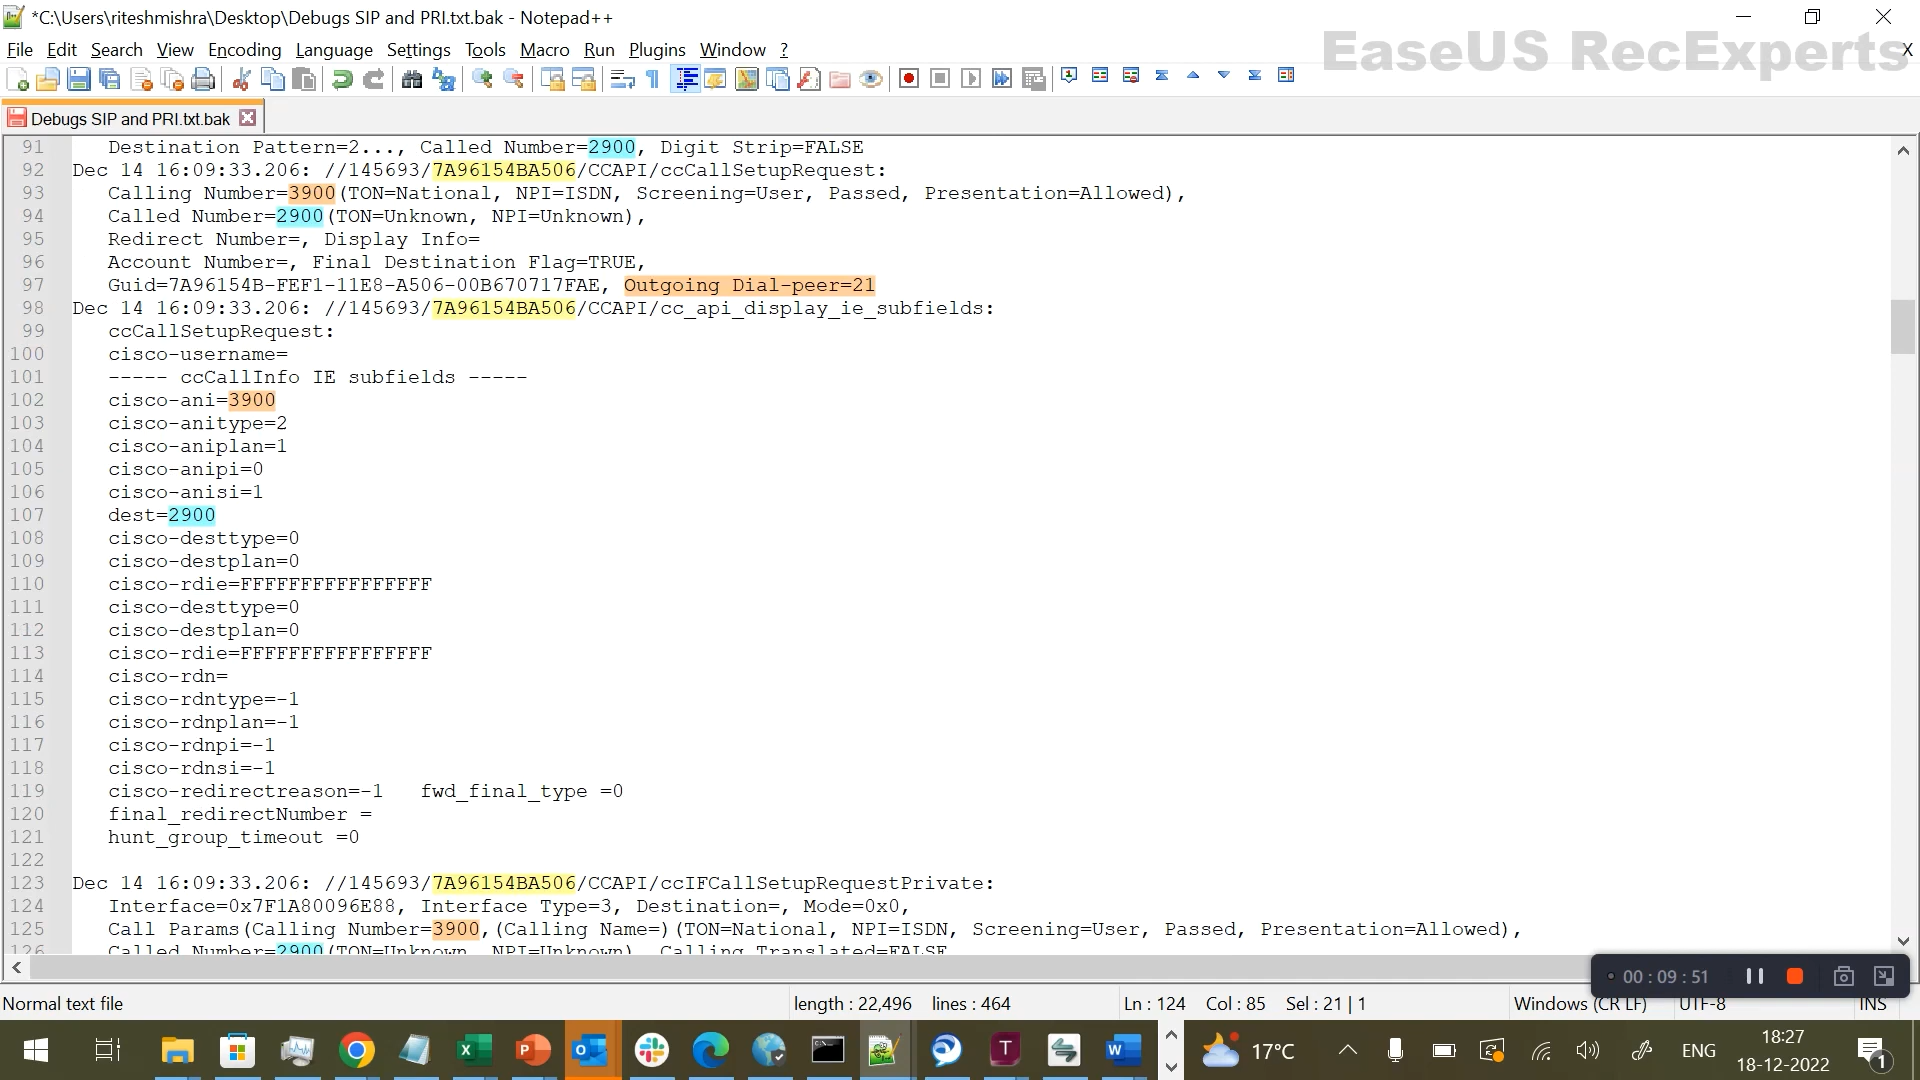 *C:\Users\riteshmishra\Desktop\Debugs SIP and PRI.txt.bak - Notepad++
EaseUS RecExperts
File Edit Search View Encoding Language Settings Tools Macro Run Plugins Window ? X
Debugs SIP and PRI.txt.bak
91 Destination Pattern=2..., Called Number=2900, Digit Strip=FALSE
92 Dec 14 16:09:33.206: //145693/7A96154BA506/CCAPI/ccCallSetupRequest:
93 Calling Number=3900(TON=National, NPI=ISDN, Screening=User, Passed, Presentation=Allowed),
94 Called Number=2900(TON=Unknown, NPI=Unknown),
95 Redirect Number=, Display Info=
96 Account Number=, Final Destination Flag=TRUE,
97 Guid=7A96154B-FEF1-11E8-A506-00B670717FAE, Outgoing Dial-peer=21
98 Dec 14 16:09:33.206: //145693/7A96154BA506/CCAPI/cc_api_display_ie_subfields:
99 ccCallSetupRequest:
100 cisco-username=
101 ----- ccCallInfo IE subfields -----
102 cisco-ani=3900
103 cisco-anitype=2
104 cisco-aniplan=1
105 cisco-anipi=0
106 cisco-anisi=1
107 dest=2900
108 cisco-desttype=0
109 cisco-destplan=0
110 cisco-rdie=FFFFFFFFFFFFFFFF
111 cisco-desttype=0
112 cisco-destplan=0
113 cisco-rdie=FFFFFFFFFFFFFFFF
114 cisco-rdn=
115 cisco-rdntype=-1
116 cisco-rdnplan=-1
117 cisco-rdnpi=-1
118 cisco-rdnsi=-1
119 cisco-redirectreason=-1 fwd_final_type =0
120 final_redirectNumber =
121 hunt_group_timeout =0
122
123 Dec 14 16:09:33.206: //145693/7A96154BA506/CCAPI/ccIFCallSetupRequestPrivate:
124 Interface=0x7F1A80096E88, Interface Type=3, Destination=, Mode=0x0,
125 Call Params(Calling Number=3900,(Calling Name=)(TON=National, NPI=ISDN, Screening=User, Passed, Presentation=Allowed),
126 Called Number=2900(TON=Unknown, NPI=Unknown), Calling Translated=FALSE
00:09:51
Normal text file length : 22,496 lines : 464 Ln : 124 Col : 85 Sel : 21 | 1 Windows (CR LF) UTF-8 INS
17°C ENG 18:27
18-12-2022 1